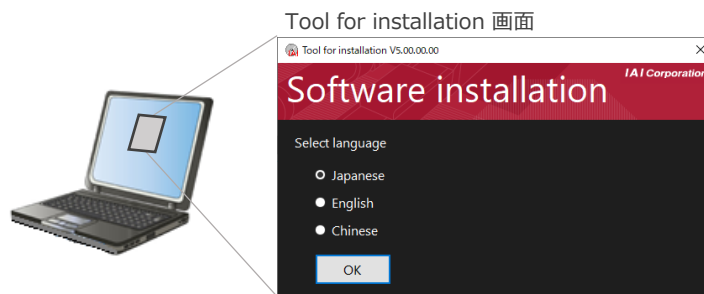 Tool for installation 画面
Tool for installation V5.00.00.00
IAI Corporation
Software installation
Select language
Japanese
English
Chinese
OK